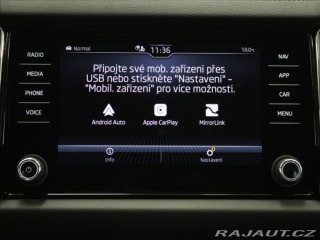 RADIO
MEDIA
PHONE
VOICE
Normal
11:36
18.0
Připojte své mob. zařízení přes
USB nebo stiskněte "Nastavení" –
"Mobil. zařízení" pro více možností.
Android Auto
Apple CarPlay
MirrorLink
Info
Nastavení
NAV
APP
CAR
MENU
RAJAUT.CZ